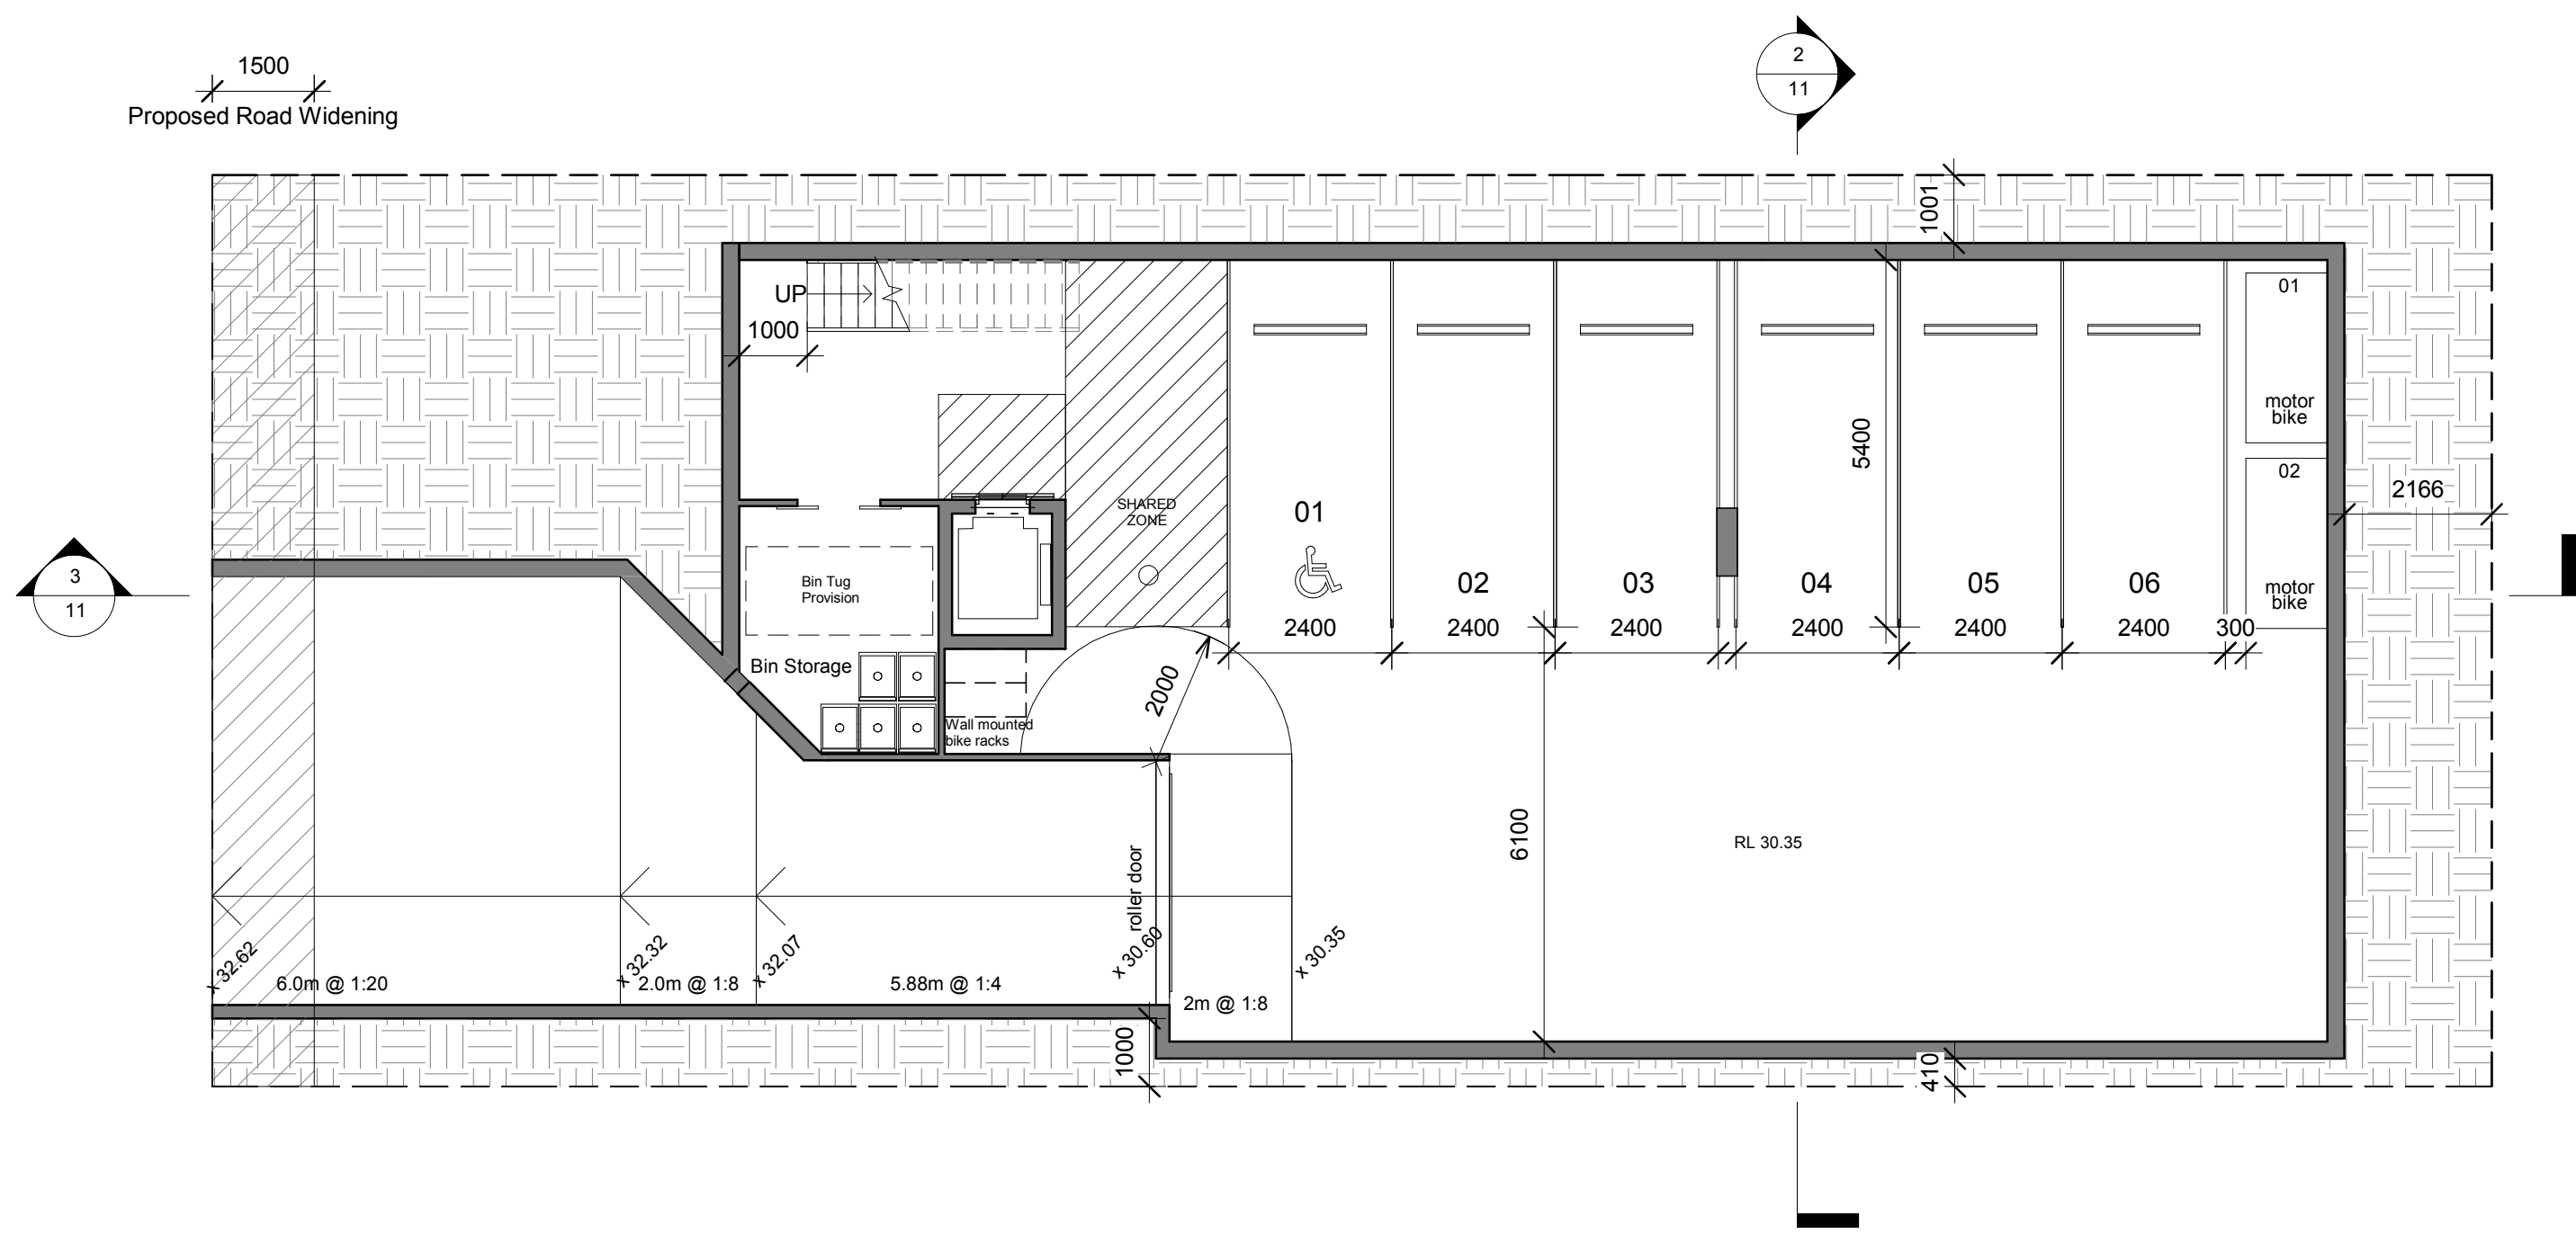 1500
Proposed Road Widening
2
11
1001
UP
1000
01
motor
bike
5400
02
motor
bike
2166
SHARED
ZONE
01
02
03
04
05
06
2400
2400
2400
2400
2400
2400
300
3
11
Bin Tug
Provision
Bin Storage
Wall mounted
bike racks
2000
6100
RL 30.35
roller door
x 32.62
x 32.32
x 32.07
x 30.60
x 30.35
6.0m @ 1:20
2.0m @ 1:8
5.88m @ 1:4
2m @ 1:8
1000
410